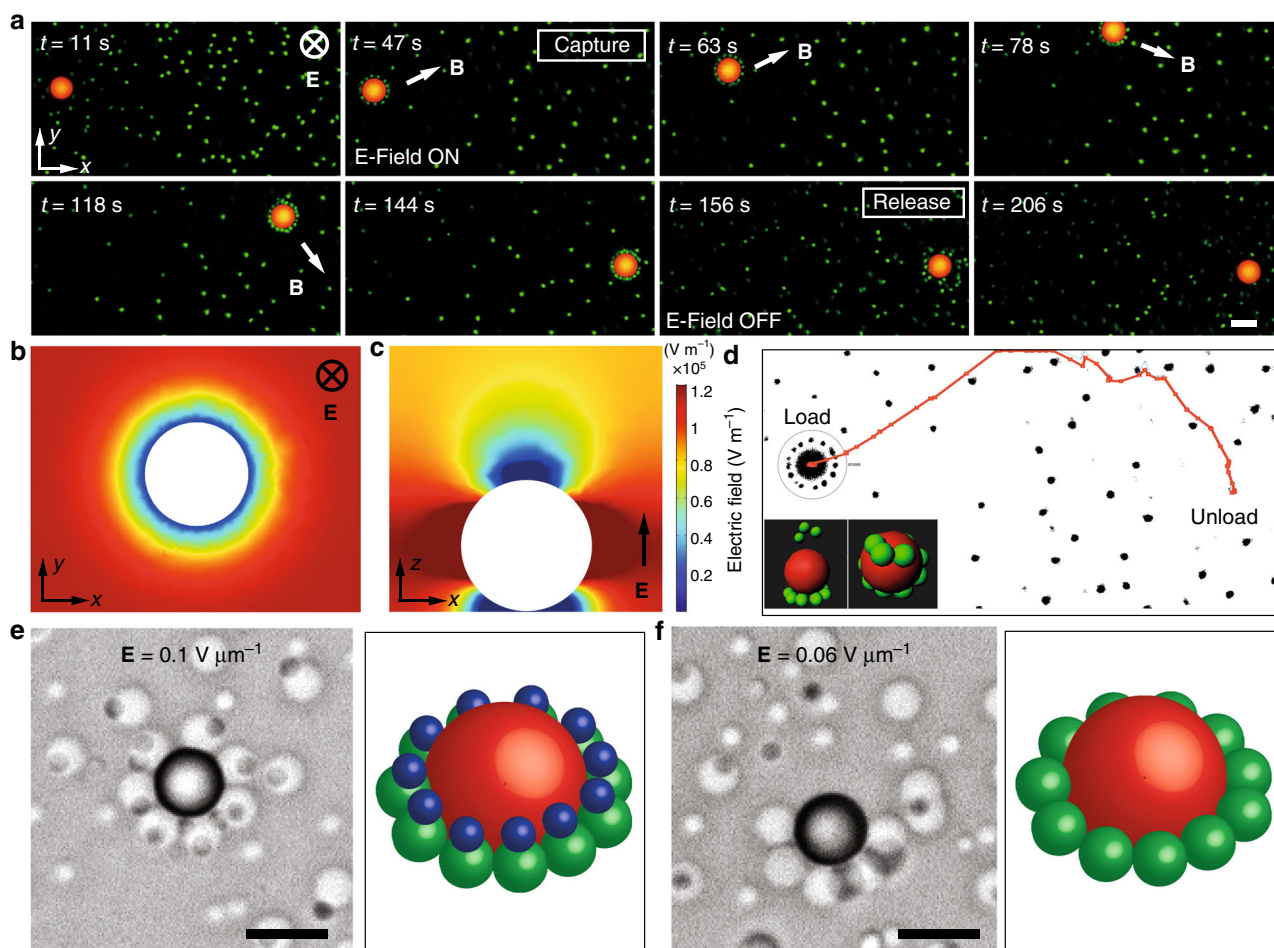 a
t = 11 s
E
y
x
t = 47 s
Capture
B
E-Field ON
t = 63 s
B
t = 78 s
B
t = 118 s
B
t = 144 s
t = 156 s
Release
E-Field OFF
t = 206 s
b
E
y
x
c
z
x
E
(V m⁻¹)
×10⁵
1.2
1
0.8
0.6
0.4
0.2
Electric field (V m⁻¹)
d
Load
Unload
e
E = 0.1 V μm⁻¹
f
E = 0.06 V μm⁻¹